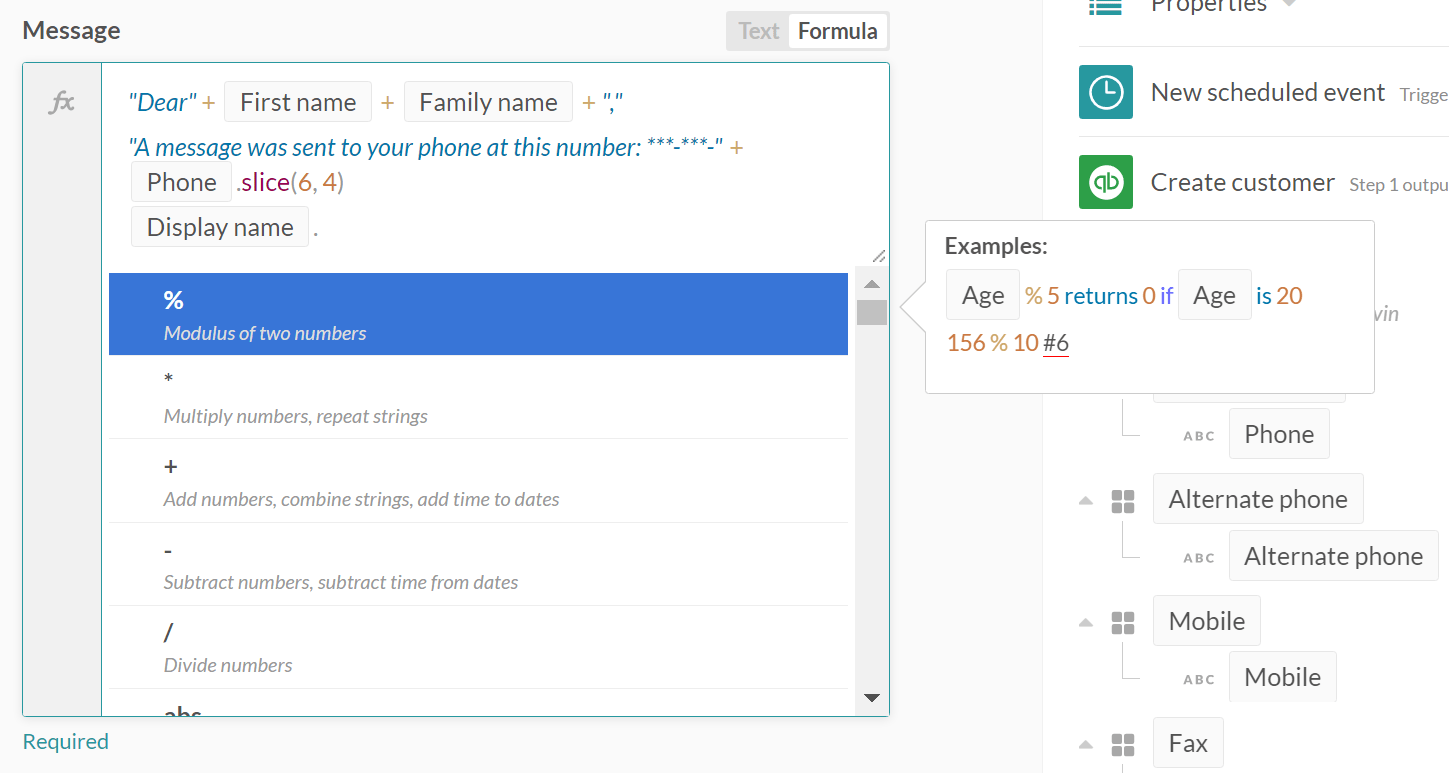 Message
Text Formula
fx
"Dear" + First name + Family name + ","
"A message was sent to your phone at this number: ***-***-" +
Phone .slice(6, 4)
Display name .
%
Modulus of two numbers
*
Multiply numbers, repeat strings
+
Add numbers, combine strings, add time to dates
-
Subtract numbers, subtract time from dates
/
Divide numbers
abs
Required
Examples:
Age % 5 returns 0 if Age is 20
156 % 10 #6
Properties
New scheduled event Trigge
qb
Create customer Step 1 outpu
vin
ABC Phone
Alternate phone
ABC Alternate phone
Mobile
ABC Mobile
Fax